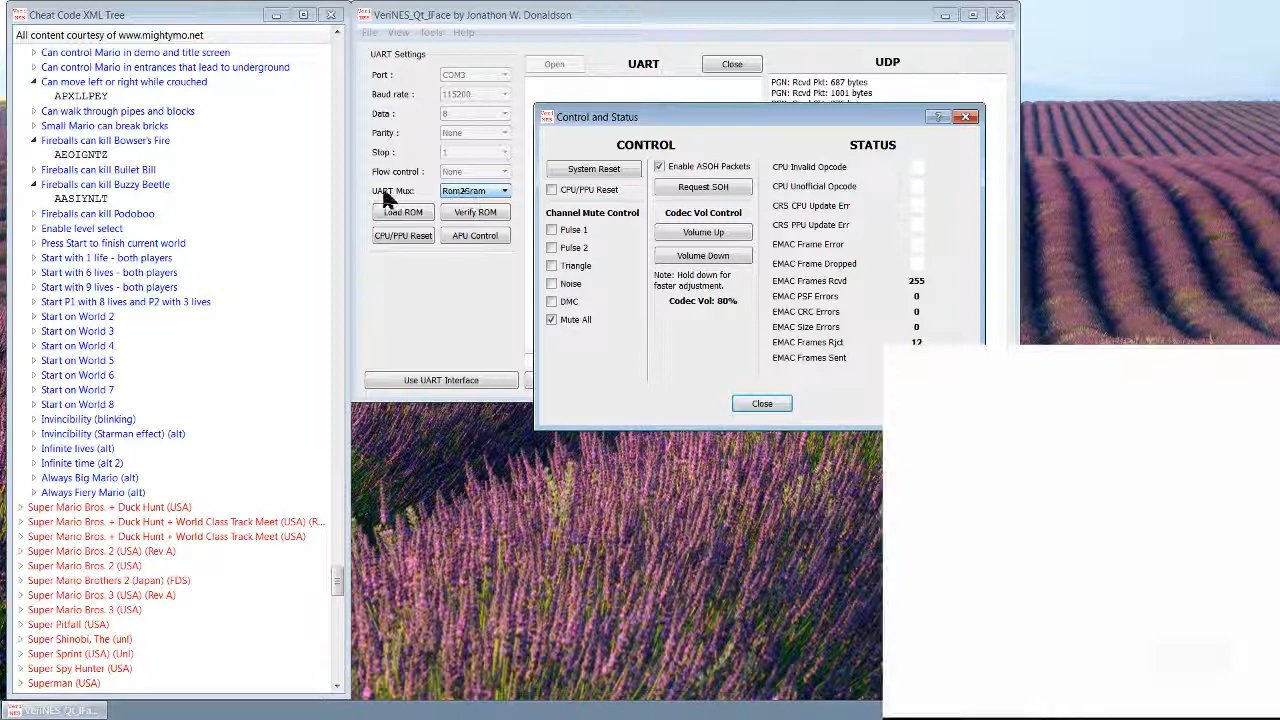 Cheat Code XML Tree
All content courtesy of www.mightymo.net
Can control Mario in demo and title screen
Can control Mario in entrances that lead to underground
Can move left or right while crouched
APXLLPEY
Can walk through pipes and blocks
Small Mario can break bricks
Fireballs can kill Bowser's Fire
AEOIGNTZ
Fireballs can kill Bullet Bill
Fireballs can kill Buzzy Beetle
AASIYNLT
Fireballs can kill Podoboo
Enable level select
Press Start to finish current world
Start with 1 life - both players
Start with 6 lives - both players
Start with 9 lives - both players
Start P1 with 8 lives and P2 with 3 lives
Start on World 2
Start on World 3
Start on World 4
Start on World 5
Start on World 6
Start on World 7
Start on World 8
Invincibility (blinking)
Invincibility (Starman effect) (alt)
Infinite lives (alt)
Infinite time (alt 2)
Always Big Mario (alt)
Always Fiery Mario (alt)
Super Mario Bros. + Duck Hunt (USA)
Super Mario Bros. + Duck Hunt + World Class Track Meet (USA) (R...
Super Mario Bros. + Duck Hunt + World Class Track Meet (USA)
Super Mario Bros. 2 (USA) (Rev A)
Super Mario Bros. 2 (USA)
Super Mario Brothers 2 (Japan) (FDS)
Super Mario Bros. 3 (USA) (Rev A)
Super Mario Bros. 3 (USA)
Super Pitfall (USA)
Super Shinobi, The (unl)
Super Sprint (USA) (Unl)
Super Spy Hunter (USA)
Superman (USA)
VeriNES_Qt_IFace by Jonathon W. Donaldson
File View Tools Help
UART Settings
Port : COM3
Baud rate : 115200
Data : 8
Parity : None
Stop : 1
Flow control : None
UART Mux: Rom2Sram
Load ROM Verify ROM
CPU/PPU Reset APU Control
Use UART Interface
Open UART Close
UDP
PGN: Rcvd Pkt: 687 bytes
PGN: Rcvd Pkt: 1001 bytes
Control and Status
CONTROL
System Reset
CPU/PPU Reset
Channel Mute Control
Pulse 1
Pulse 2
Triangle
Noise
DMC
Mute All
Enable ASOH Packets
Request SOH
Codec Vol Control
Volume Up
Volume Down
Note: Hold down for
faster adjustment.
Codec Vol: 80%
STATUS
CPU Invalid Opcode
CPU Unofficial Opcode
CRS CPU Update Err
CRS PPU Update Err
EMAC Frame Error
EMAC Frame Dropped
EMAC Frames Rcvd 255
EMAC PSF Errors 0
EMAC CRC Errors 0
EMAC Size Errors 0
EMAC Frames Rjct 12
EMAC Frames Sent
Close
VeriNES_Qt_IFa...